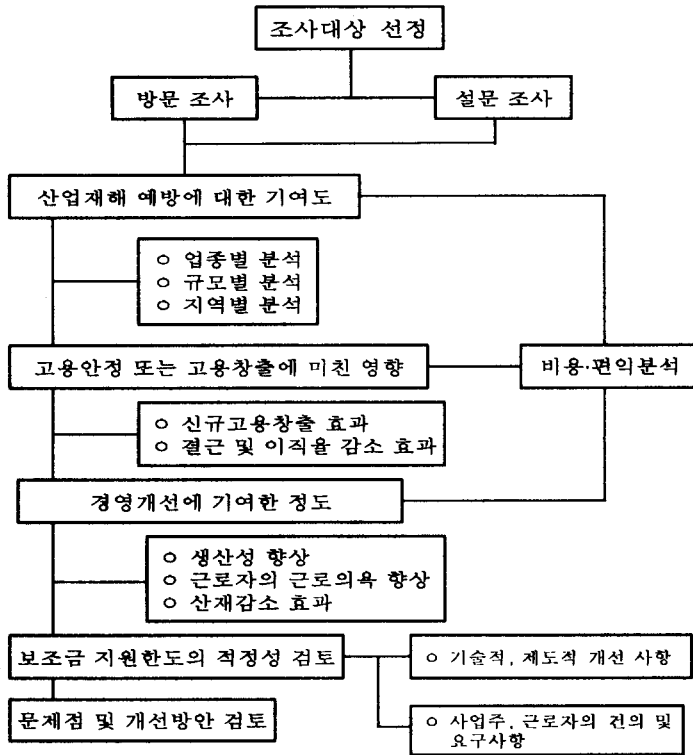 조사대상 선정
방문 조사
설문 조사
산업재해 예방에 대한 기여도
○ 업종별 분석
○ 규모별 분석
○ 지역별 분석
고용안정 또는 고용창출에 미친 영향
비용·편익분석
○ 신규고용창출 효과
○ 결근 및 이직율 감소 효과
경영개선에 기여한 정도
○ 생산성 향상
○ 근로자의 근로의욕 향상
○ 산재감소 효과
보조금 지원한도의 적정성 검토
○ 기술적, 제도적 개선 사항
문제점 및 개선방안 검토
○ 사업주, 근로자의 건의 및
요구사항